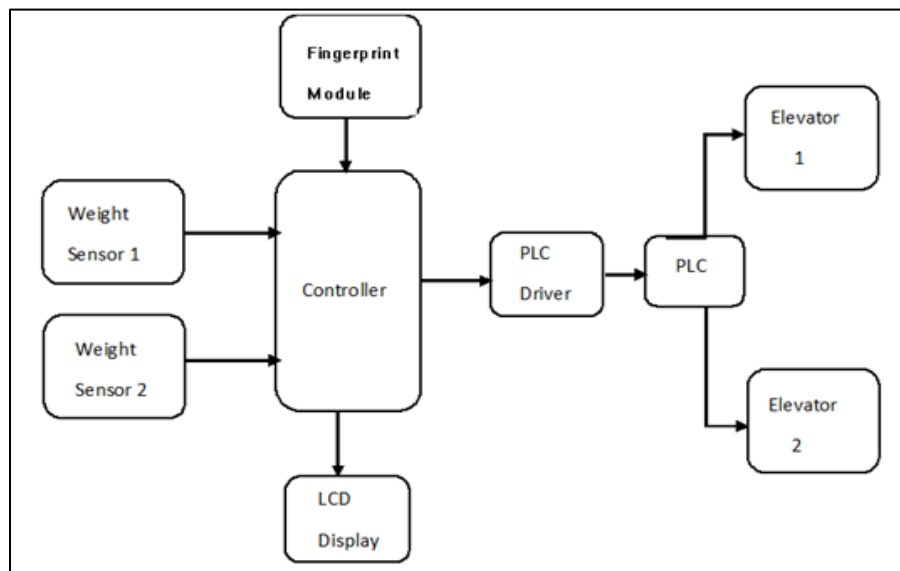 Fingerprint
Module
Elevator
1
Weight
Sensor 1
Controller
PLC
Driver
PLC
Weight
Sensor 2
Elevator
2
LCD
Display